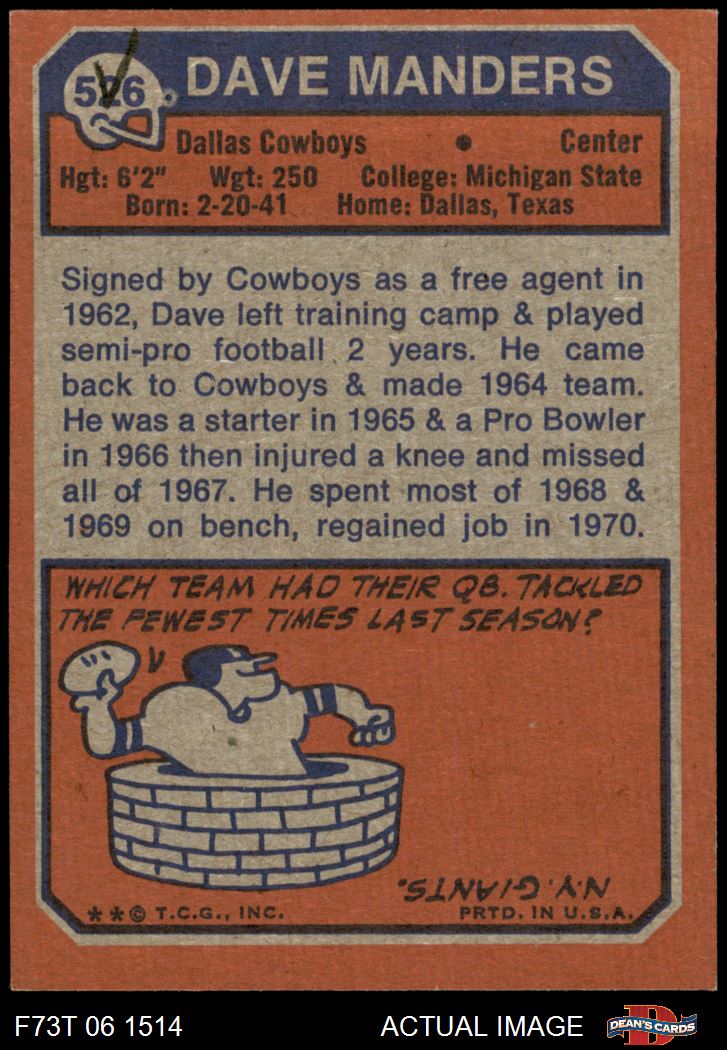 526
DAVE MANDERS
Dallas Cowboys • Center
Hgt: 6'2" Wgt: 250 College: Michigan State
Born: 2-20-41 Home: Dallas, Texas
Signed by Cowboys as a free agent in
1962, Dave left training camp & played
semi-pro football 2 years. He came
back to Cowboys & made 1964 team.
He was a starter in 1965 & a Pro Bowler
in 1966 then injured a knee and missed
all of 1967. He spent most of 1968 &
1969 on bench, regained job in 1970.
WHICH TEAM HAD THEIR QB. TACKLED
THE FEWEST TIMES LAST SEASON?
N.Y. GIANTS.
**© T.C.G., INC. PRTD. IN U.S.A.
F73T 06 1514 ACTUAL IMAGE D DEAN'S CARDS